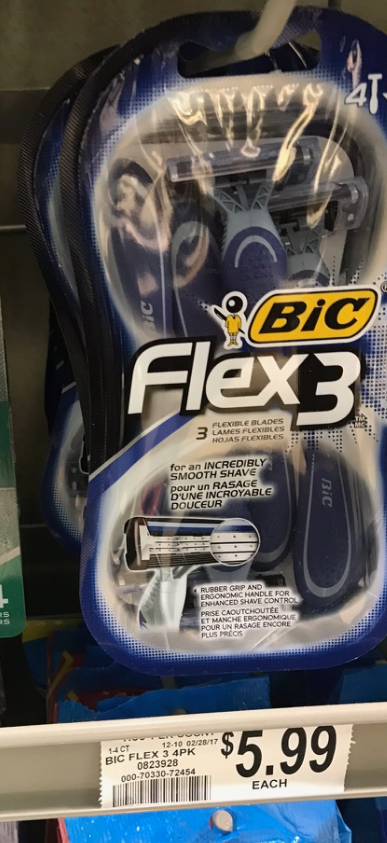 4
BiC
Flex3
3 FLEXIBLE BLADES
LAMES FLEXIBLES
HOJAS FLEXIBLES
for an INCREDIBLY
SMOOTH SHAVE
pour un RASAGE
D'UNE INCROYABLE
DOUCEUR
BiC
BiC
RUBBER GRIP AND
ERGONOMIC HANDLE FOR
ENHANCED SHAVE CONTROL
PRISE CAOUTCHOUTÉE
ET MANCHE ERGONOMIQUE
POUR UN RASAGE ENCORE
PLUS PRÉCIS
1-4 CT 12-10 02/28/17
BIC FLEX 3 4PK
0823928
000-70330-72454
$5.99
EACH